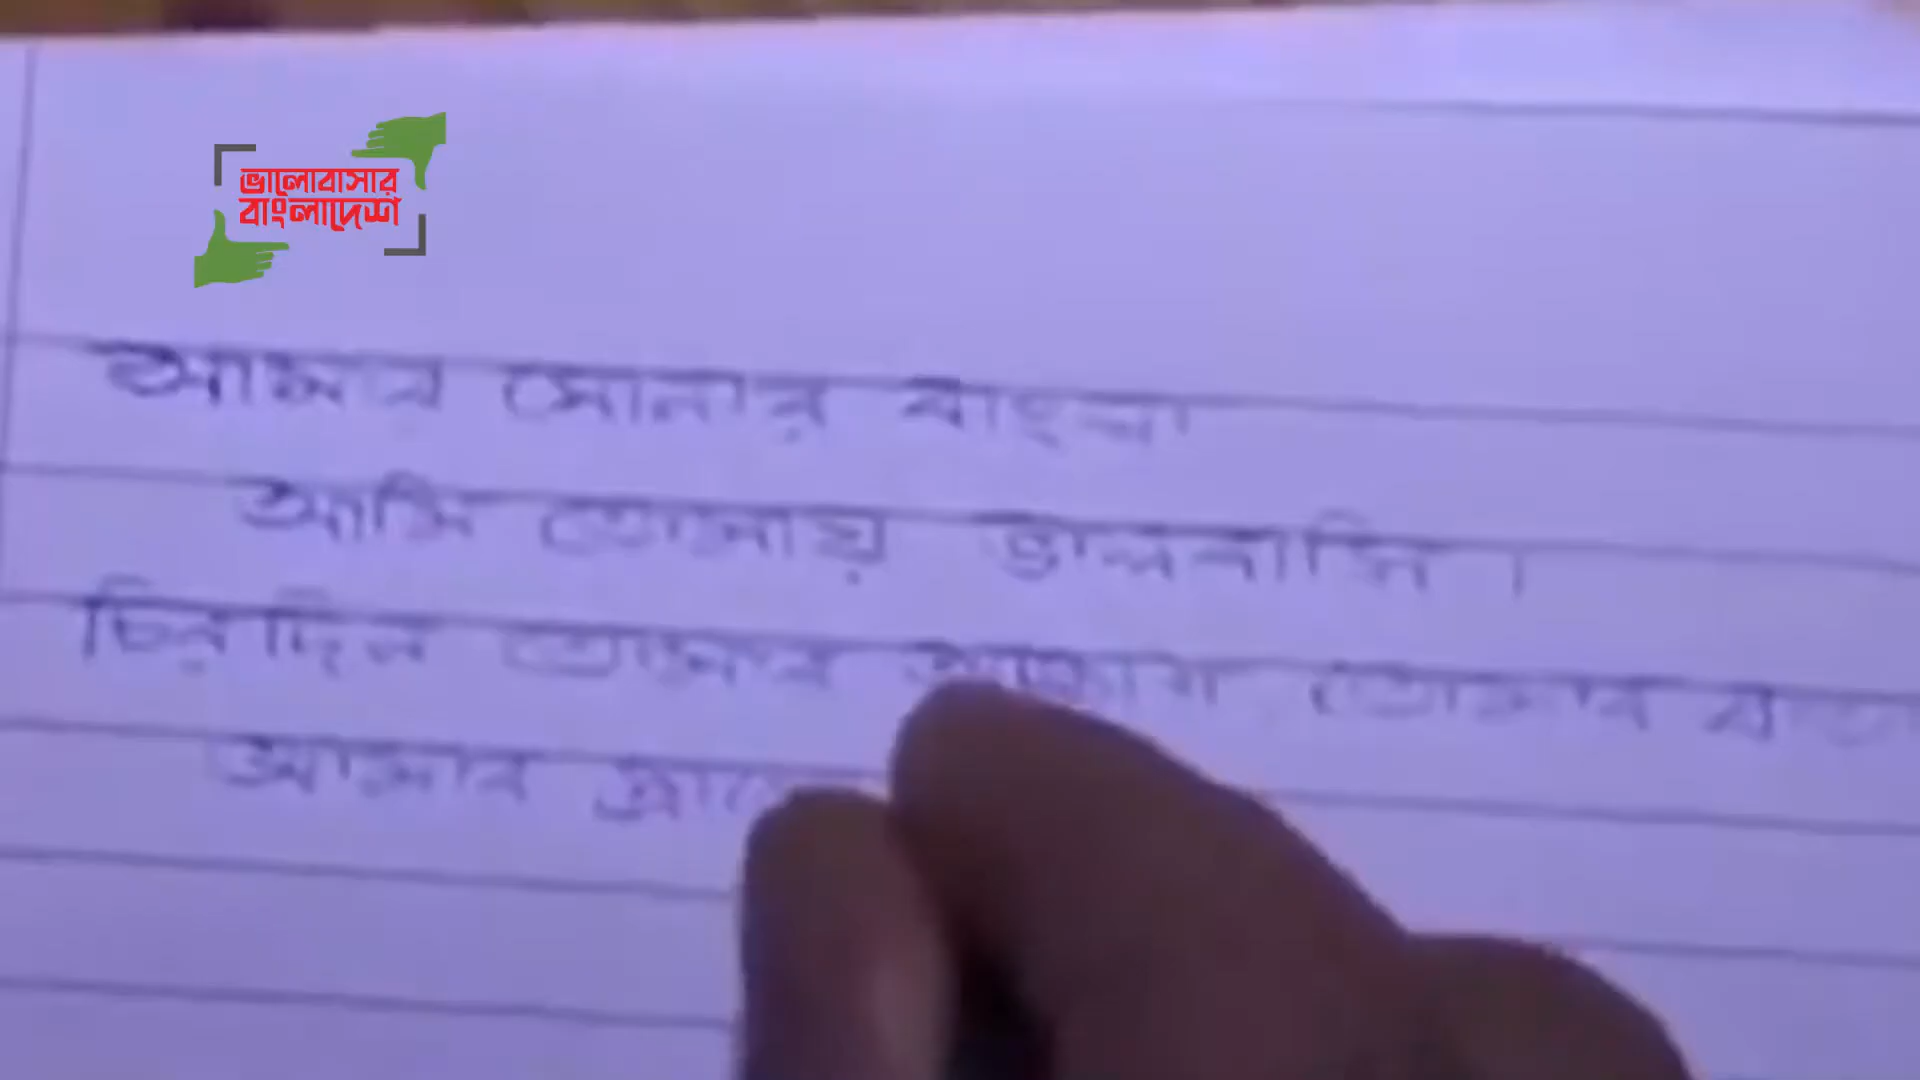 ভালোবাসার
বাংলাদেশ
আমার সোনার বাংলা
আমি তোমায় ভালবাসি।
চিরদিন তোমার আকাশ তোমার
আমার